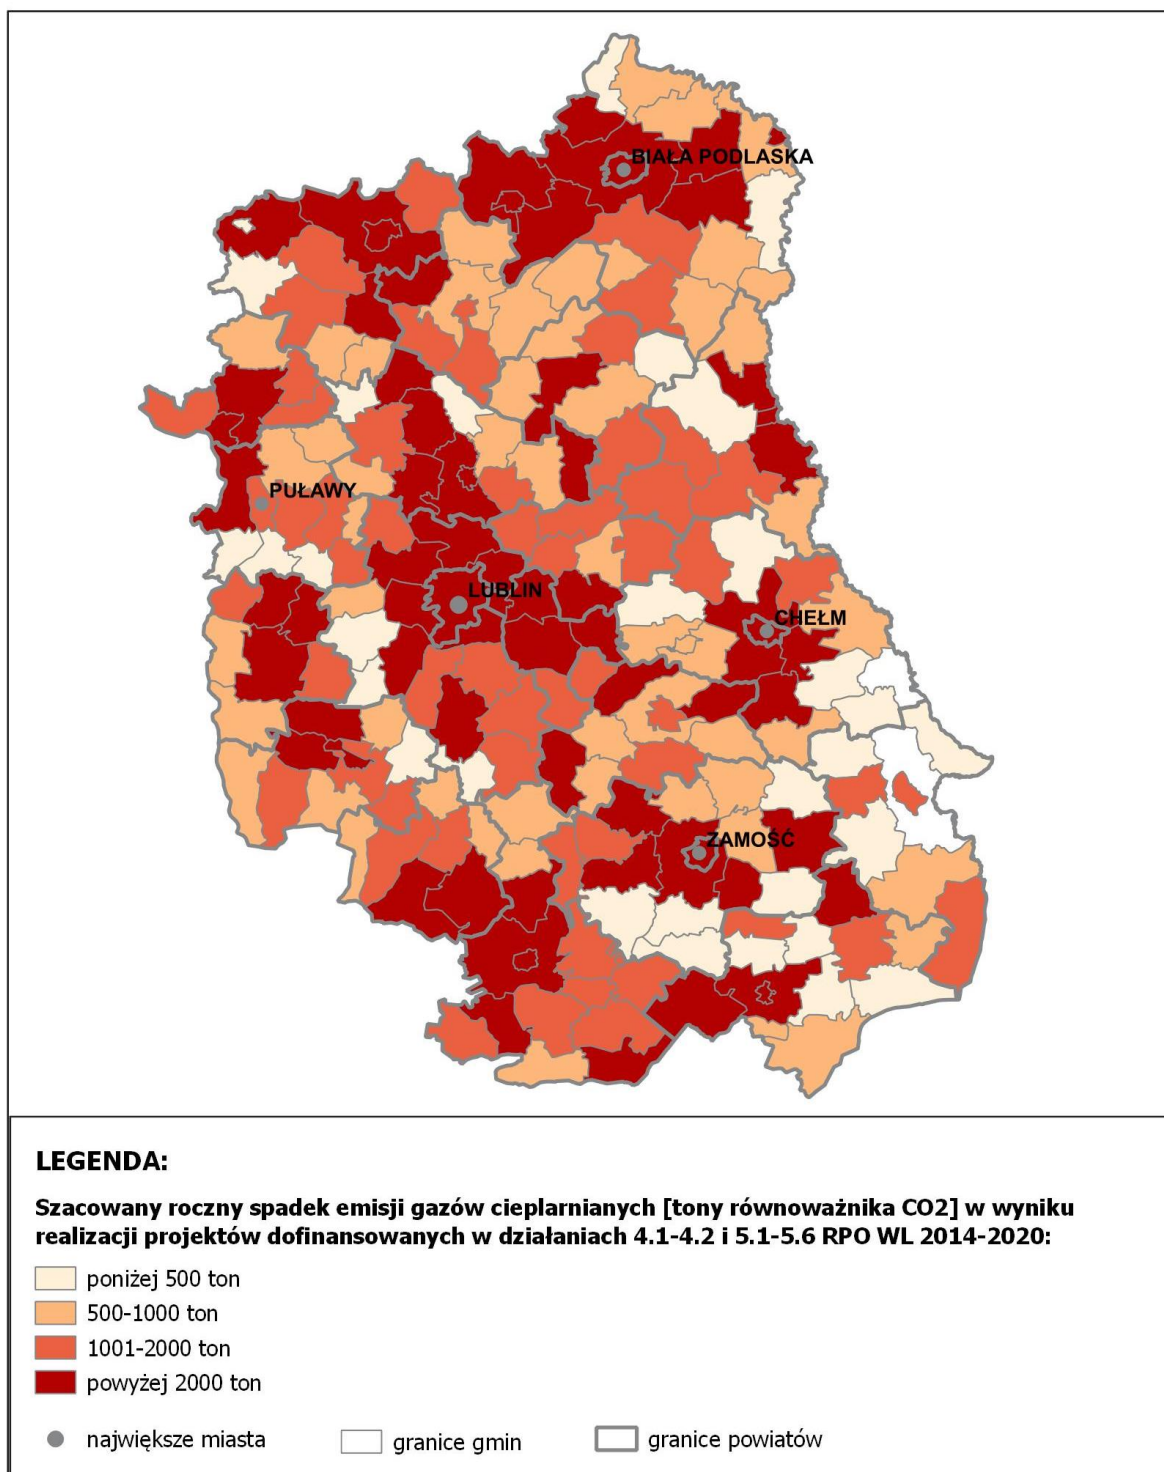 BIAŁA PODLASKA
PUŁAWY
LUBLIN
CHEŁM
ZAMOŚĆ
LEGENDA:
Szacowany roczny spadek emisji gazów cieplarnianych [tony równoważnika CO2] w wyniku
realizacji projektów dofinansowanych w działaniach 4.1-4.2 i 5.1-5.6 RPO WL 2014-2020:
poniżej 500 ton
500-1000 ton
1001-2000 ton
powyżej 2000 ton
największe miasta granice gmin granice powiatów